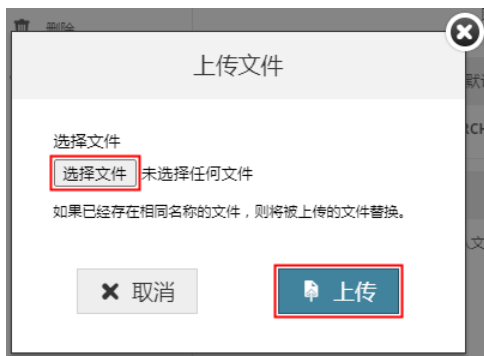 删除
上传文件
选择文件
选择文件 未选择任何文件
如果已经存在相同名称的文件，则将被上传的文件替换。
取消 上传